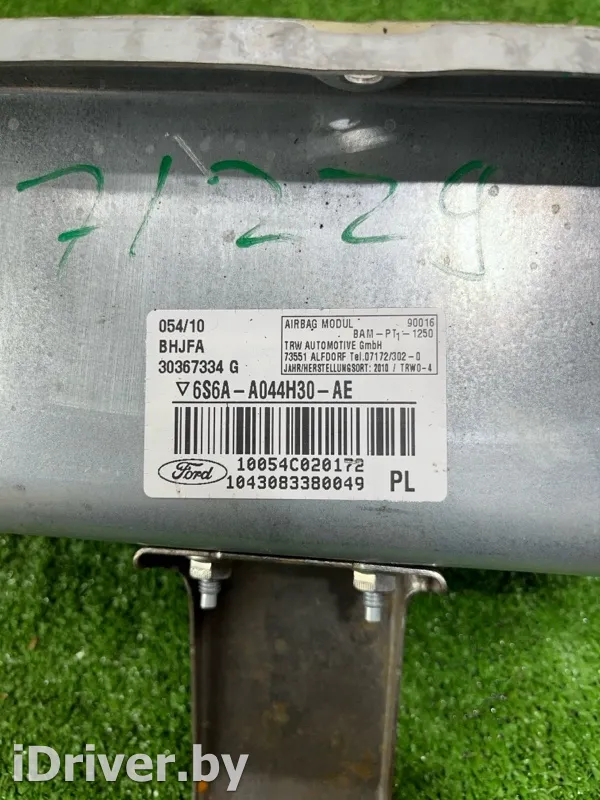 71229
054/10
BHJFA
30367334 G
AIRBAG MODUL 90016
BAM-PT1-1250
TRW AUTOMOTIVE GmbH
73551 ALFDORF Tel.07172/302-0
JAHR/HERSTELLUNGSORT: 2010 / TRWO-4
▽6S6A-A044H30-AE
Ford
10054C020172
1043083380049
PL
iDriver.by